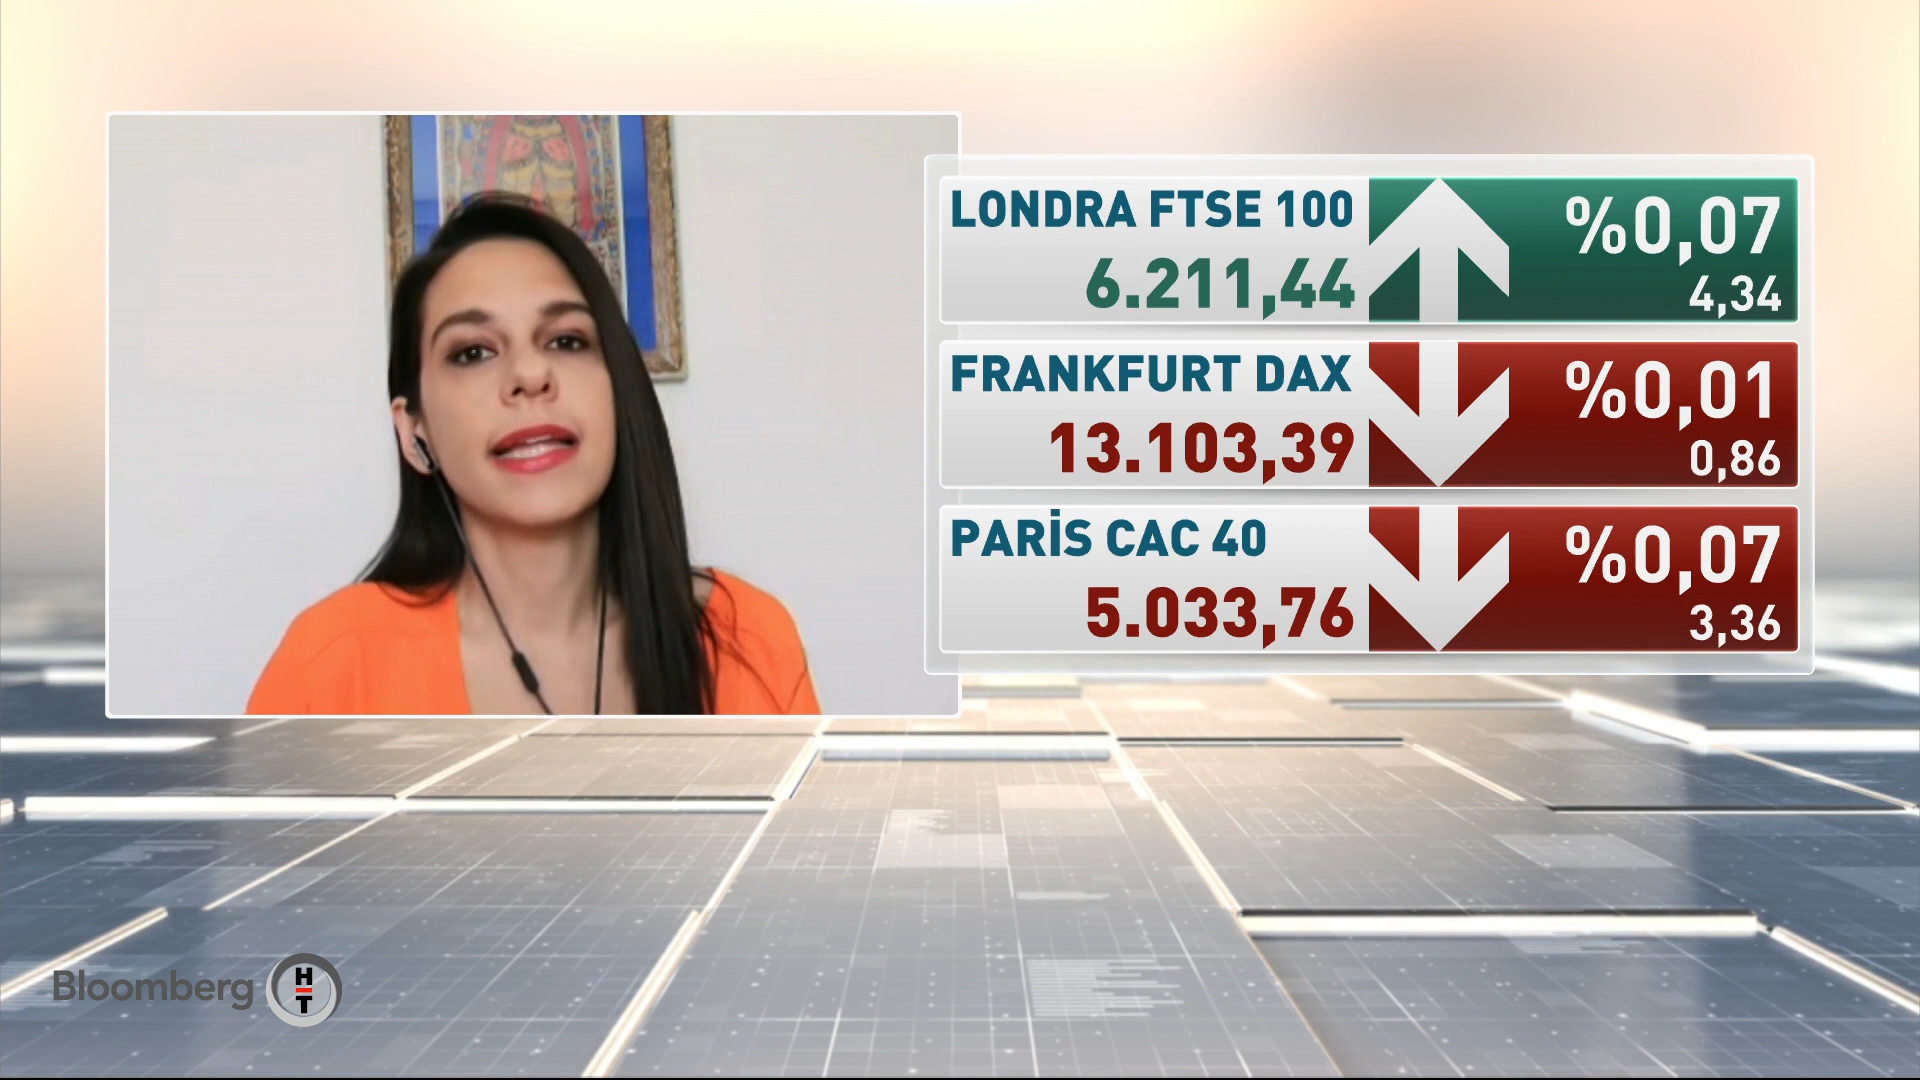 LONDRA FTSE 100
%0,07
6.211,44
4,34
FRANKFURT DAX
%0,01
13.103,39
0,86
PARİS CAC 40
%0,07
5.033,76
3,36
Bloomberg HT